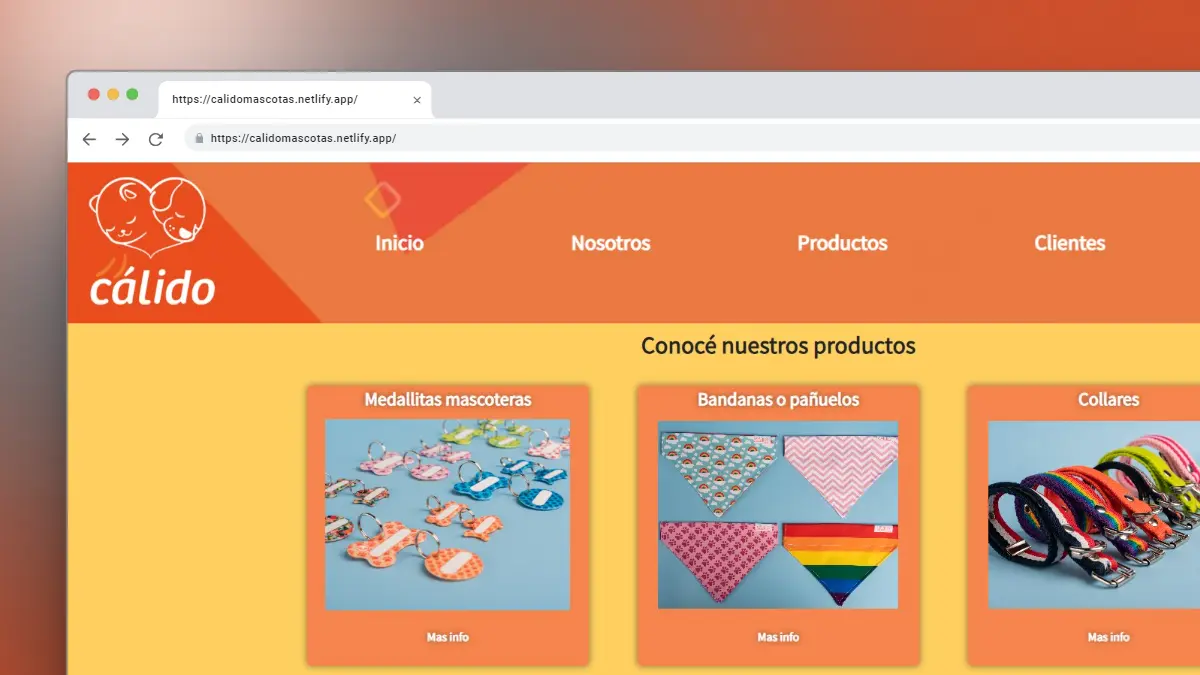 https://calidomascotas.netlify.app/
https://calidomascotas.netlify.app/
Inicio Nosotros Productos Clientes
cálido
Conocé nuestros productos
Medallitas mascoteras Bandanas o pañuelos Collares
Mas info Mas info Mas info